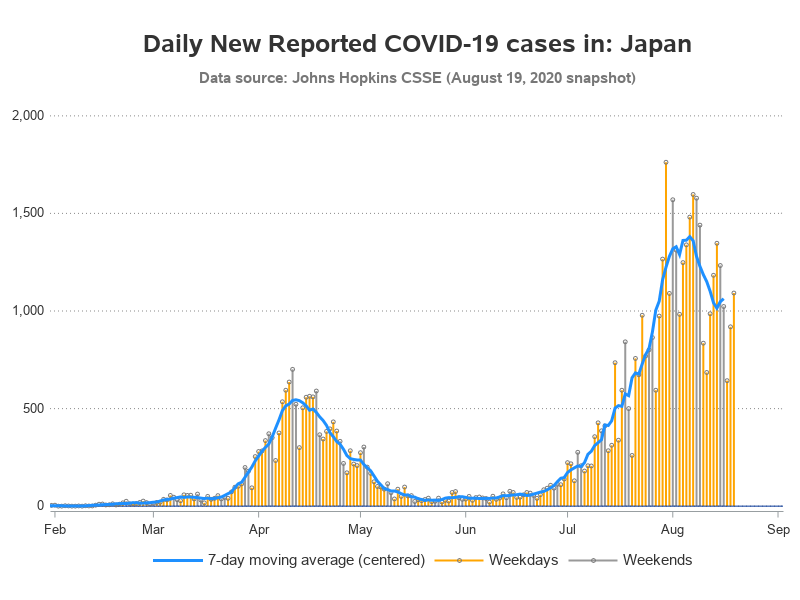 Daily New Reported COVID-19 cases in: Japan
Data source: Johns Hopkins CSSE (August 19, 2020 snapshot)
2,000
1,500
1,000
500
0
Feb Mar Apr May Jun Jul Aug Sep
7-day moving average (centered) Weekdays Weekends